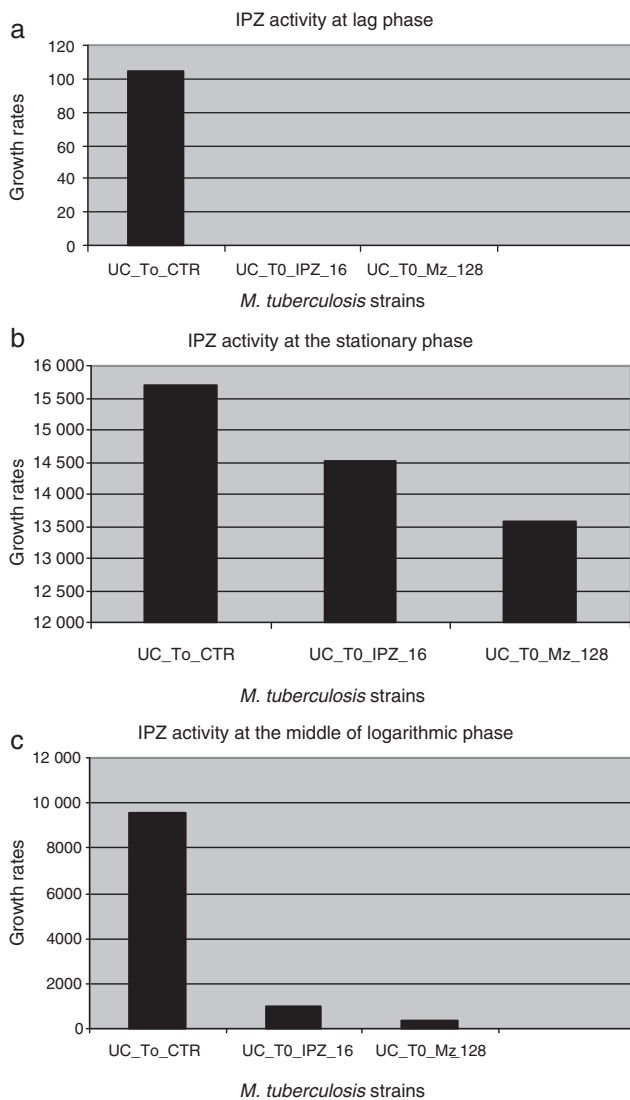 a
IPZ activity at lag phase
120
100
80
60
40
20
0
Growth rates
UC_To_CTR UC_T0_IPZ_16 UC_T0_Mz_128
M. tuberculosis strains
b
IPZ activity at the stationary phase
16 000
15 500
15 000
14 500
14 000
13 500
13 000
12 500
12 000
Growth rates
UC_To_CTR UC_T0_IPZ_16 UC_T0_Mz_128
M. tuberculosis strains
c
IPZ activity at the middle of logarithmic phase
12 000
10 000
8000
6000
4000
2000
0
Growth rates
UC_To_CTR UC_T0_IPZ_16 UC_T0_Mz_128
M. tuberculosis strains